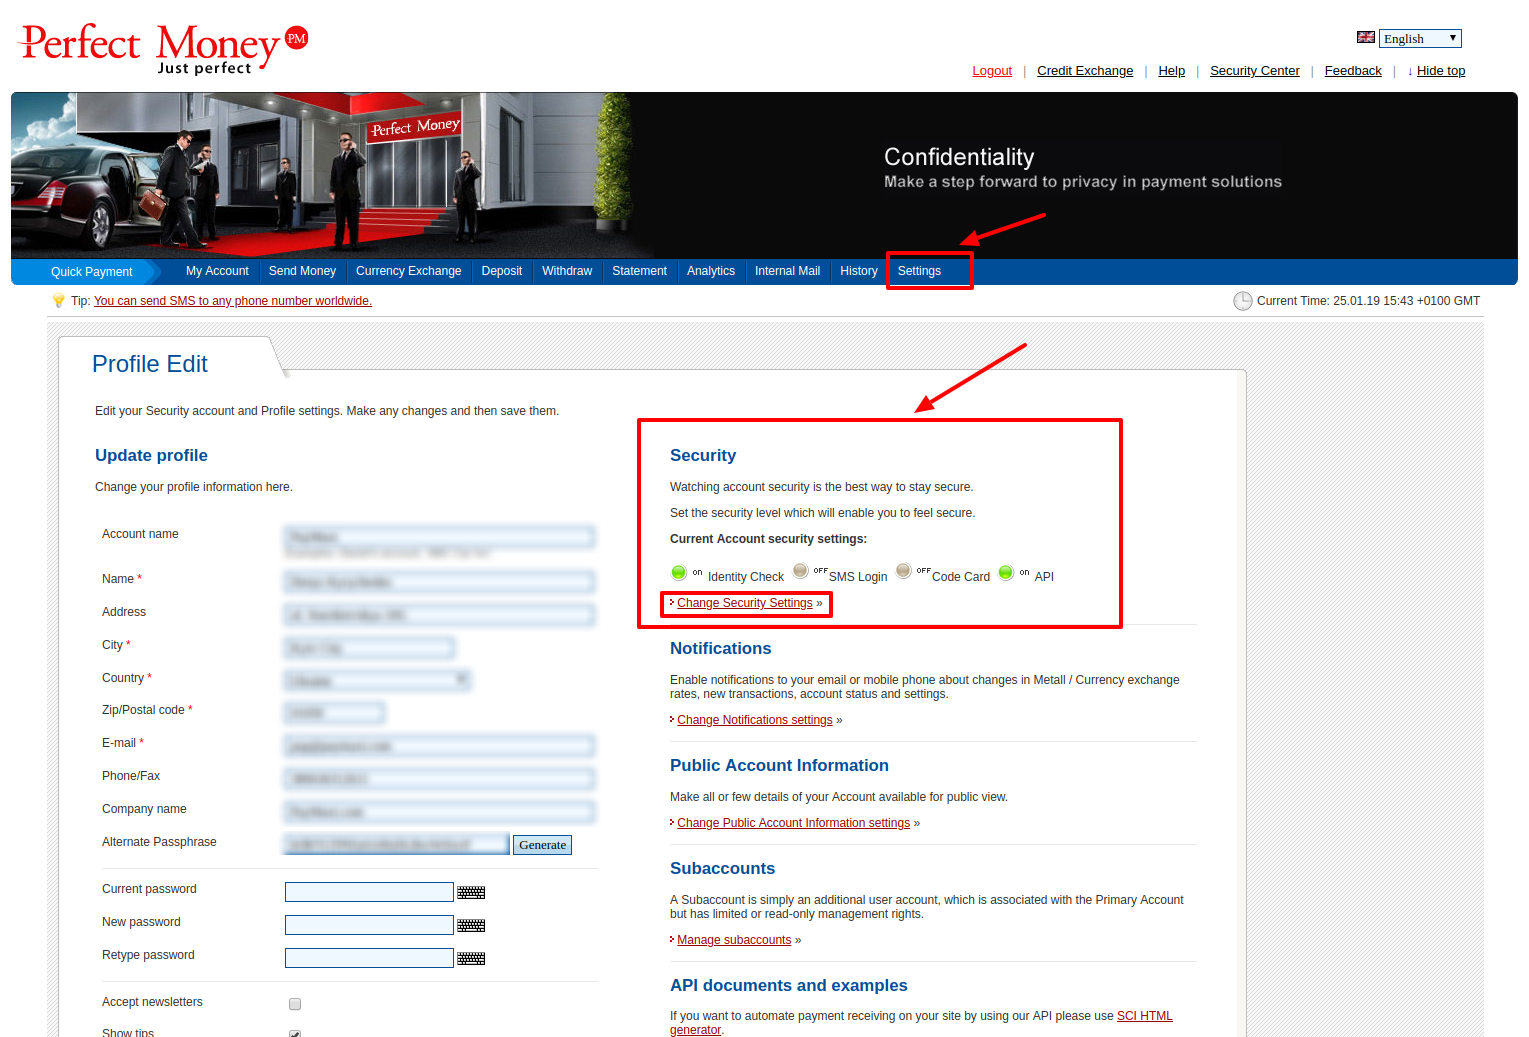 Perfect Money PM
Just perfect
English
Logout | Credit Exchange | Help | Security Center | Feedback | ↓ Hide top
Perfect Money
Confidentiality
Make a step forward to privacy in payment solutions
Quick Payment My Account Send Money Currency Exchange Deposit Withdraw Statement Analytics Internal Mail History Settings
Tip: You can send SMS to any phone number worldwide.
Current Time: 25.01.19 15:43 +0100 GMT
Profile Edit
Edit your Security account and Profile settings. Make any changes and then save them.
Update profile
Change your profile information here.
Account name
Name *
Address
City *
Country *
Zip/Postal code *
E-mail *
Phone/Fax
Company name
Alternate Passphrase
Generate
Current password
New password
Retype password
Accept newsletters
Show tips
Security
Watching account security is the best way to stay secure.
Set the security level which will enable you to feel secure.
Current Account security settings:
ON Identity Check OFF SMS Login OFF Code Card ON API
Change Security Settings »
Notifications
Enable notifications to your email or mobile phone about changes in Metall / Currency exchange
rates, new transactions, account status and settings.
Change Notifications settings »
Public Account Information
Make all or few details of your Account available for public view.
Change Public Account Information settings »
Subaccounts
A Subaccount is simply an additional user account, which is associated with the Primary Account
but has limited or read-only management rights.
Manage subaccounts »
API documents and examples
If you want to automate payment receiving on your site by using our API please use SCI HTML
generator.